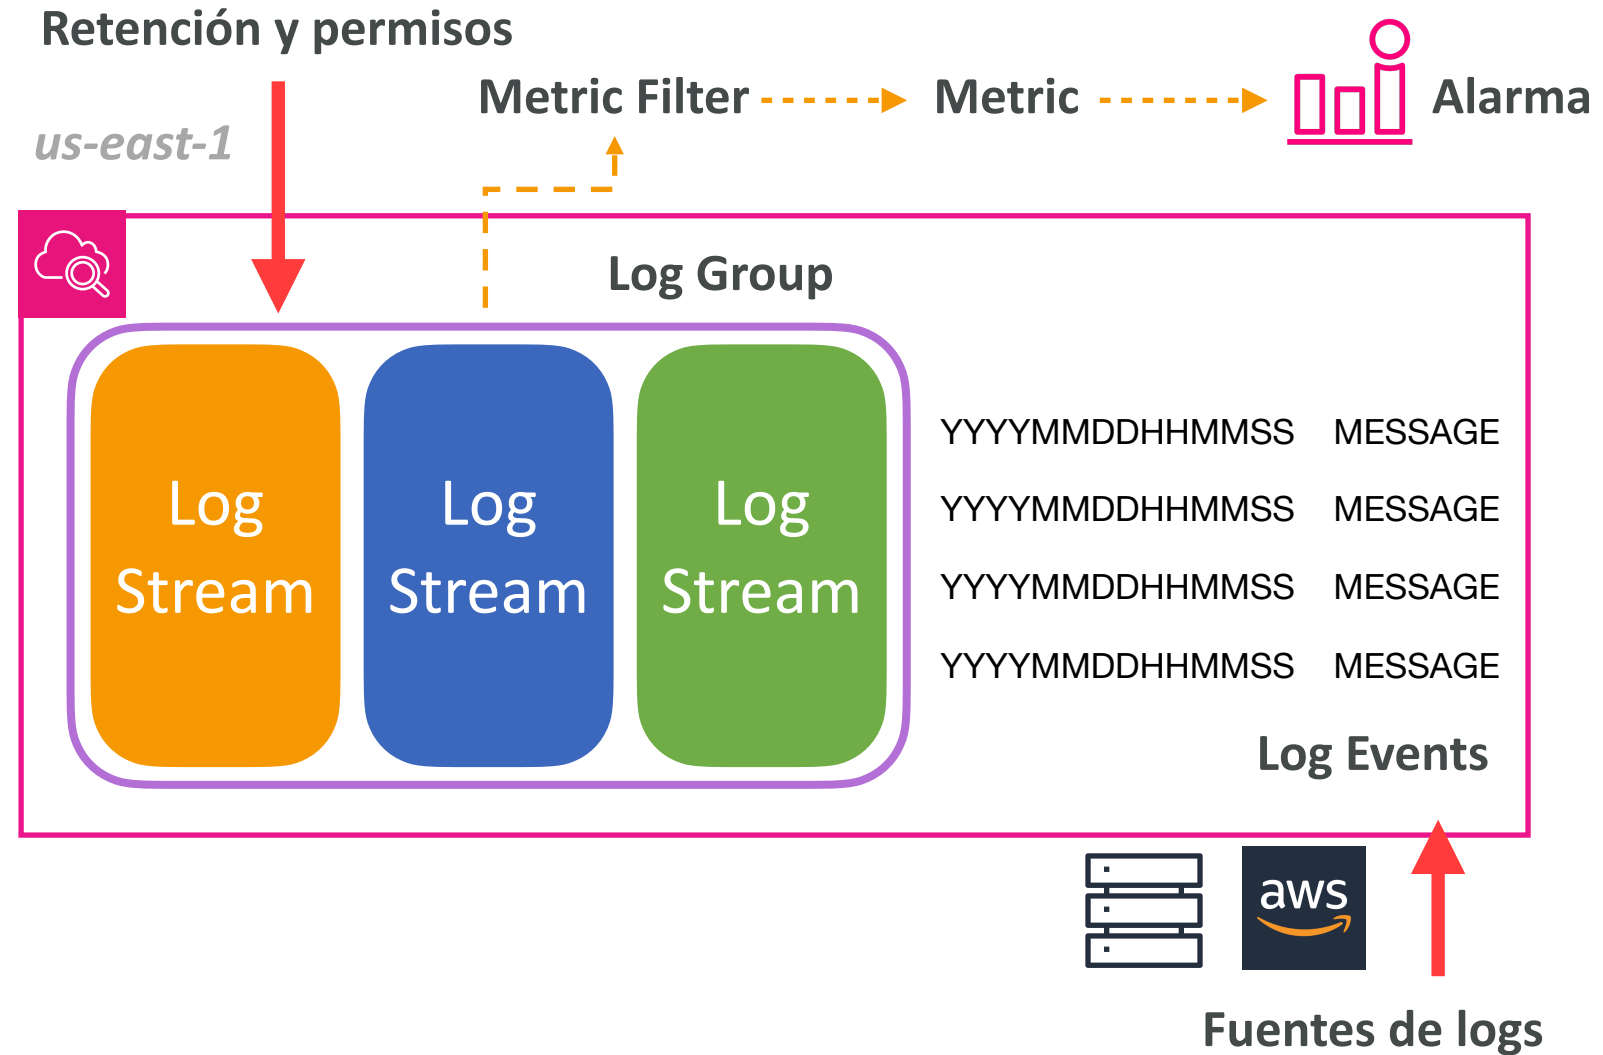 Retención y permisos
us-east-1
Metric Filter
Metric
Alarma
Log Group
Log
Stream
Log
Stream
Log
Stream
YYYYMMDDHHMMSS MESSAGE
YYYYMMDDHHMMSS MESSAGE
YYYYMMDDHHMMSS MESSAGE
YYYYMMDDHHMMSS MESSAGE
Log Events
aws
Fuentes de logs